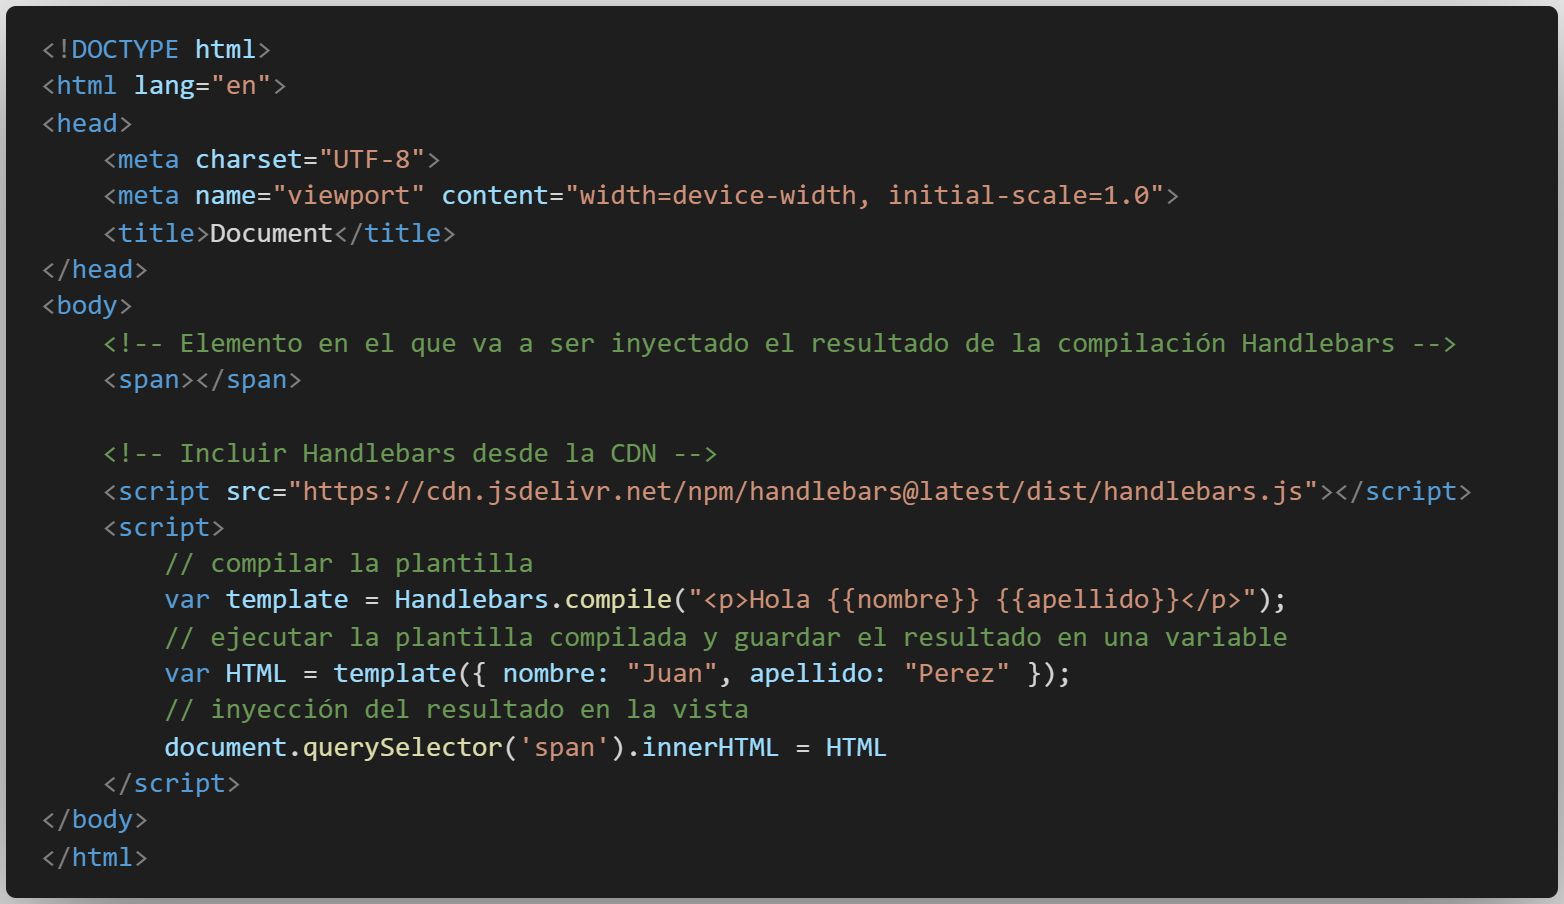 <!DOCTYPE html>
<html lang="en">
<head>
    <meta charset="UTF-8">
    <meta name="viewport" content="width=device-width, initial-scale=1.0">
    <title>Document</title>
</head>
<body>
    <!-- Elemento en el que va a ser inyectado el resultado de la compilación Handlebars -->
    <span></span>

    <!-- Incluir Handlebars desde la CDN -->
    <script src="https://cdn.jsdelivr.net/npm/handlebars@latest/dist/handlebars.js"></script>
    <script>
        // compilar la plantilla
        var template = Handlebars.compile("<p>Hola {{nombre}} {{apellido}}</p>");
        // ejecutar la plantilla compilada y guardar el resultado en una variable
        var HTML = template({ nombre: "Juan", apellido: "Perez" });
        // inyección del resultado en la vista
        document.querySelector('span').innerHTML = HTML
    </script>
</body>
</html>